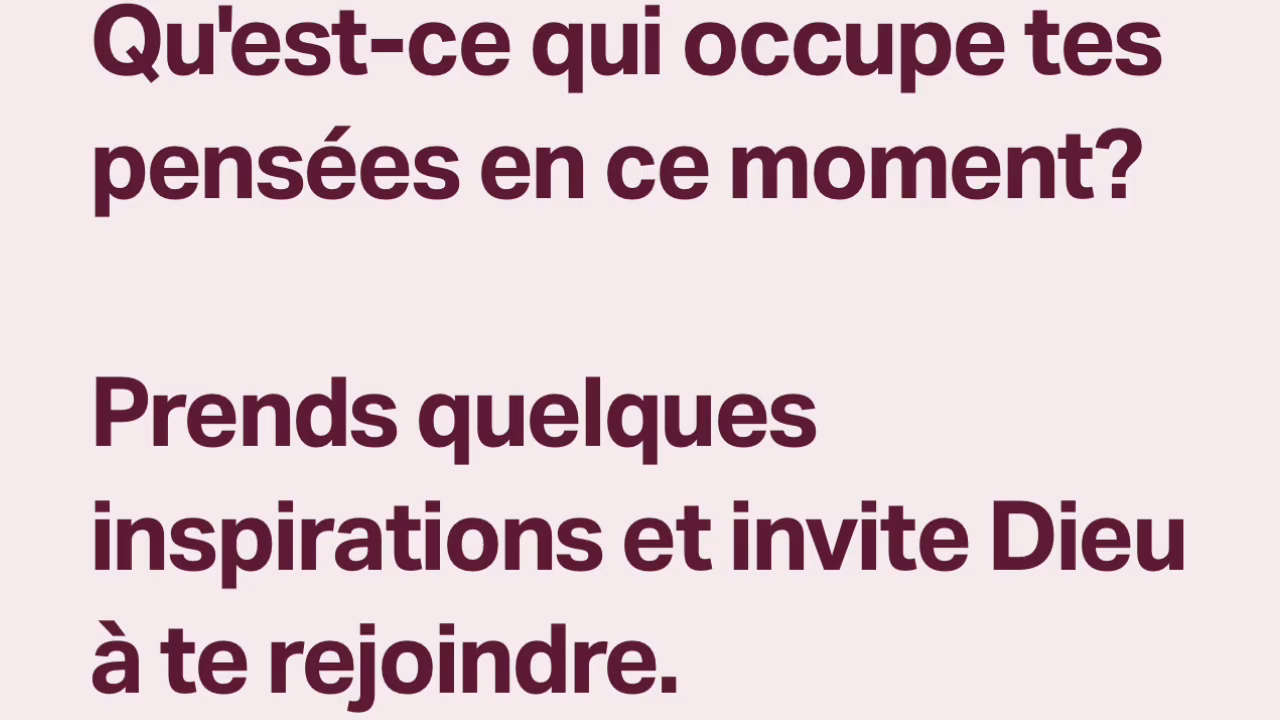 Qu'est-ce qui occupe tes
pensées en ce moment?
Prends quelques
inspirations et invite Dieu
à te rejoindre.